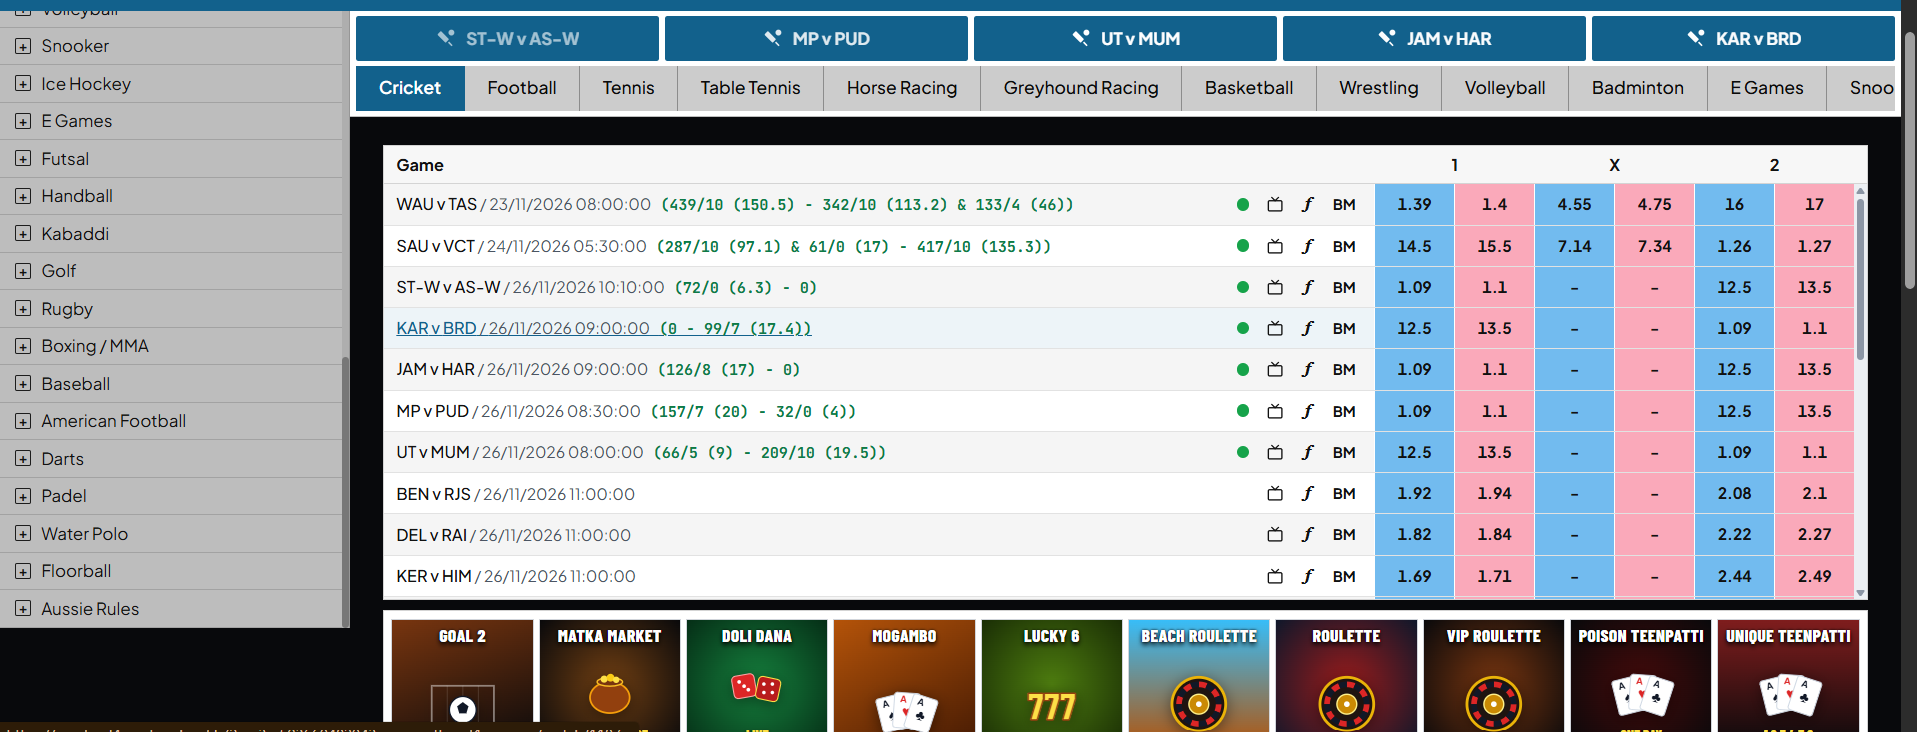 Volleyball
Snooker
Ice Hockey
E Games
Futsal
Handball
Kabaddi
Golf
Rugby
Boxing / MMA
Baseball
American Football
Darts
Padel
Water Polo
Floorball
Aussie Rules
ST-W v AS-W
MP v PUD
UT v MUM
JAM v HAR
KAR v BRD
Cricket
Football
Tennis
Table Tennis
Horse Racing
Greyhound Racing
Basketball
Wrestling
Volleyball
Badminton
E Games
Snoo
Game 1 X 2
WAU v TAS / 23/11/2026 08:00:00 (439/10 (150.5) - 342/10 (113.2) & 133/4 (46)) f BM 1.39 1.4 4.55 4.75 16 17
SAU v VCT / 24/11/2026 05:30:00 (287/10 (97.1) & 61/0 (17) - 417/10 (135.3)) f BM 14.5 15.5 7.14 7.34 1.26 1.27
ST-W v AS-W / 26/11/2026 10:10:00 (72/0 (6.3) - 0) f BM 1.09 1.1 - - 12.5 13.5
KAR v BRD / 26/11/2026 09:00:00 (0 - 99/7 (17.4)) f BM 12.5 13.5 - - 1.09 1.1
JAM v HAR / 26/11/2026 09:00:00 (126/8 (17) - 0) f BM 1.09 1.1 - - 12.5 13.5
MP v PUD / 26/11/2026 08:30:00 (157/7 (20) - 32/0 (4)) f BM 1.09 1.1 - - 12.5 13.5
UT v MUM / 26/11/2026 08:00:00 (66/5 (9) - 209/10 (19.5)) f BM 12.5 13.5 - - 1.09 1.1
BEN v RJS / 26/11/2026 11:00:00 f BM 1.92 1.94 - - 2.08 2.1
DEL v RAI / 26/11/2026 11:00:00 f BM 1.82 1.84 - - 2.22 2.27
KER v HIM / 26/11/2026 11:00:00 f BM 1.69 1.71 - - 2.44 2.49
GOAL 2
MATKA MARKET
DOLI DANA
MOGAMBO
LUCKY 6
777
BEACH ROULETTE
ROULETTE
VIP ROULETTE
POISON TEENPATTI
UNIQUE TEENPATTI